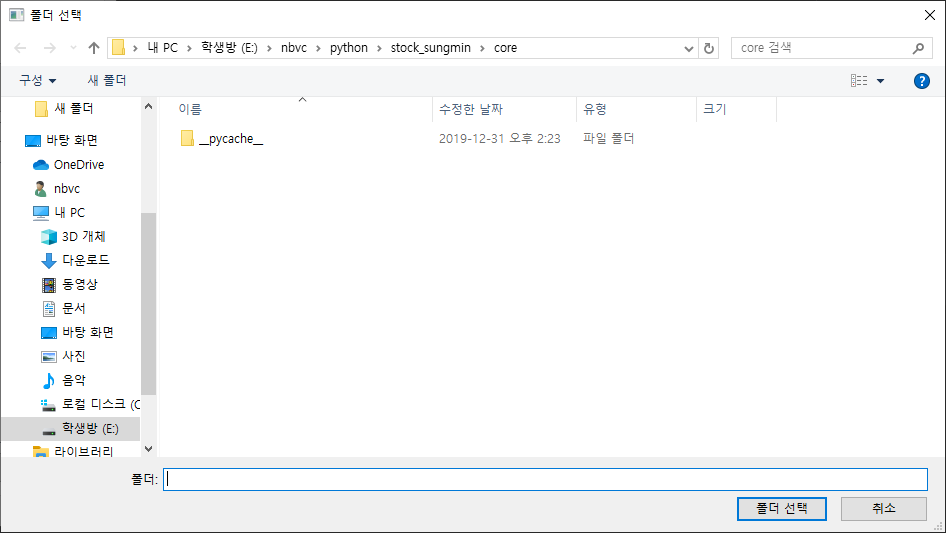 폴더 선택
내 PC > 학생방 (E:) > nbvc > python > stock_sungmin > core
core 검색
구성
새 폴더
새 폴더
바탕 화면
OneDrive
nbvc
내 PC
3D 개체
다운로드
동영상
문서
바탕 화면
사진
음악
로컬 디스크 (C
학생방 (E:)
라이브러리
이름 수정한 날짜 유형 크기
__pycache__ 2019-12-31 오후 2:23 파일 폴더
폴더:
폴더 선택 취소